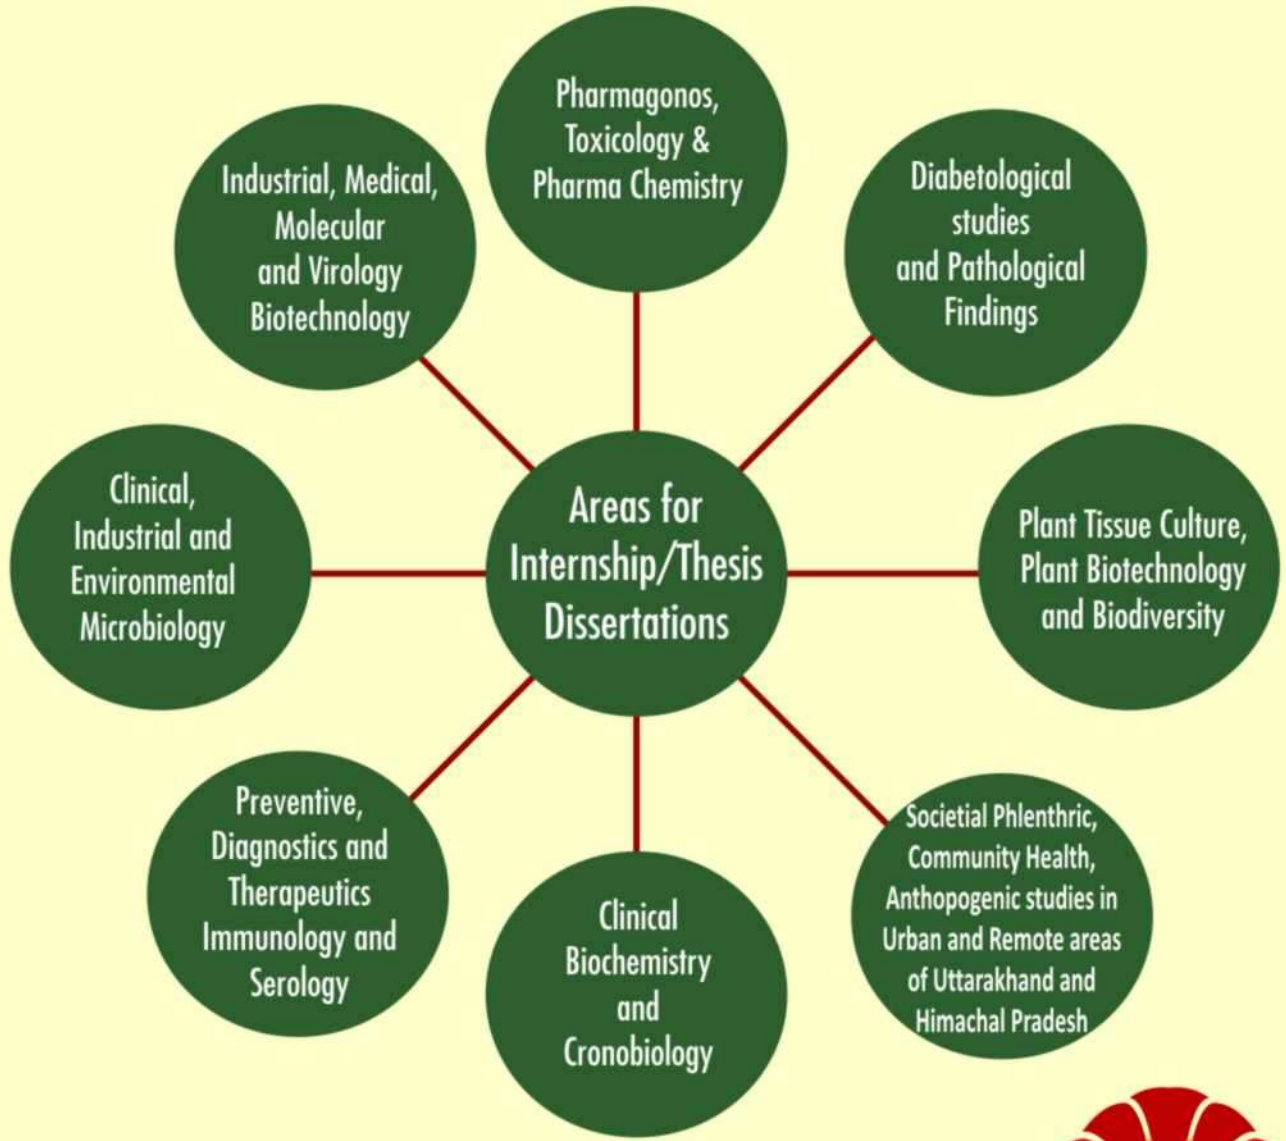 Pharmagonos,
Toxicology &
Pharma Chemistry
Industrial, Medical,
Molecular
and Virology
Biotechnology
Diabetological
studies
and Pathological
Findings
Clinical,
Industrial and
Environmental
Microbiology
Areas for
Internship/Thesis
Dissertations
Plant Tissue Culture,
Plant Biotechnology
and Biodiversity
Preventive,
Diagnostics and
Therapeutics
Immunology and
Serology
Clinical
Biochemistry
and
Cronobiology
Societial Phlenthric,
Community Health,
Anthopogenic studies in
Urban and Remote areas
of Uttarakhand and
Himachal Pradesh